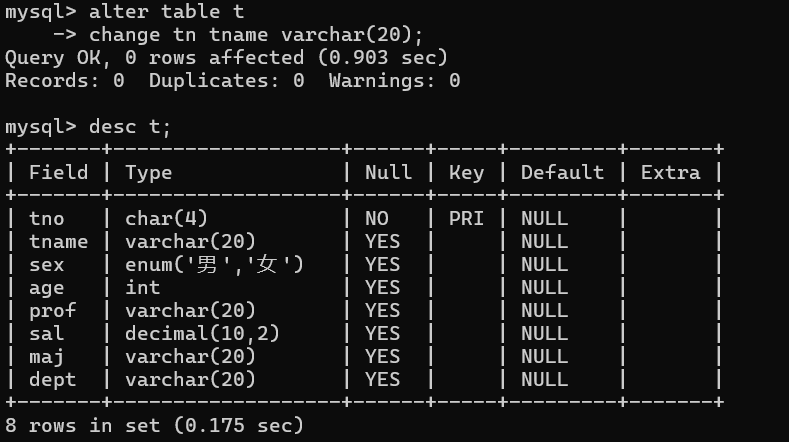 mysql> alter table t
    -> change tn tname varchar(20);
Query OK, 0 rows affected (0.903 sec)
Records: 0  Duplicates: 0  Warnings: 0

mysql> desc t;
+-------+-------------------+------+-----+---------+-------+
| Field | Type              | Null | Key | Default | Extra |
+-------+-------------------+------+-----+---------+-------+
| tno   | char(4)           | NO   | PRI | NULL    |       |
| tname | varchar(20)       | YES  |     | NULL    |       |
| sex   | enum('男','女')   | YES  |     | NULL    |       |
| age   | int               | YES  |     | NULL    |       |
| prof  | varchar(20)       | YES  |     | NULL    |       |
| sal   | decimal(10,2)     | YES  |     | NULL    |       |
| maj   | varchar(20)       | YES  |     | NULL    |       |
| dept  | varchar(20)       | YES  |     | NULL    |       |
+-------+-------------------+------+-----+---------+-------+
8 rows in set (0.175 sec)